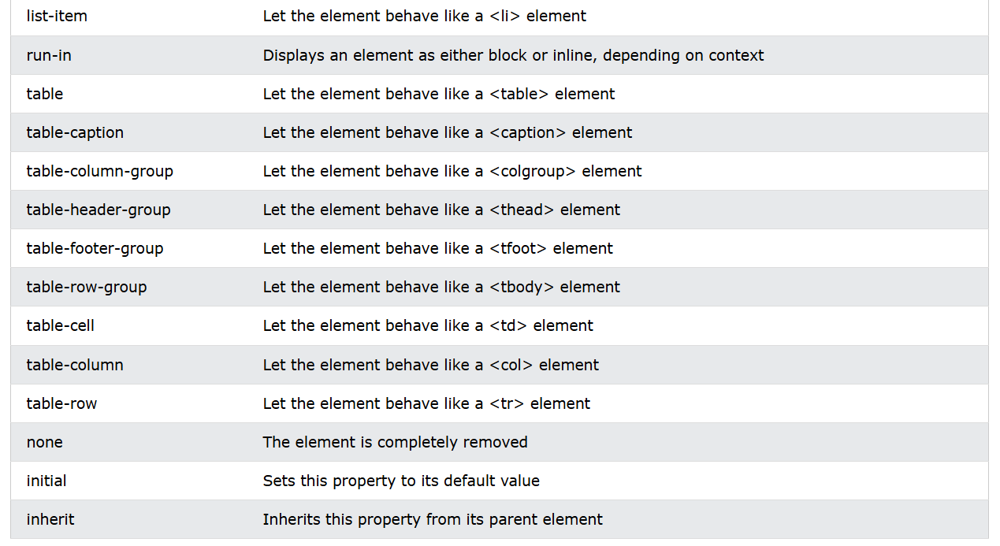 list-item Let the element behave like a <li> element
run-in Displays an element as either block or inline, depending on context
table Let the element behave like a <table> element
table-caption Let the element behave like a <caption> element
table-column-group Let the element behave like a <colgroup> element
table-header-group Let the element behave like a <thead> element
table-footer-group Let the element behave like a <tfoot> element
table-row-group Let the element behave like a <tbody> element
table-cell Let the element behave like a <td> element
table-column Let the element behave like a <col> element
table-row Let the element behave like a <tr> element
none The element is completely removed
initial Sets this property to its default value
inherit Inherits this property from its parent element